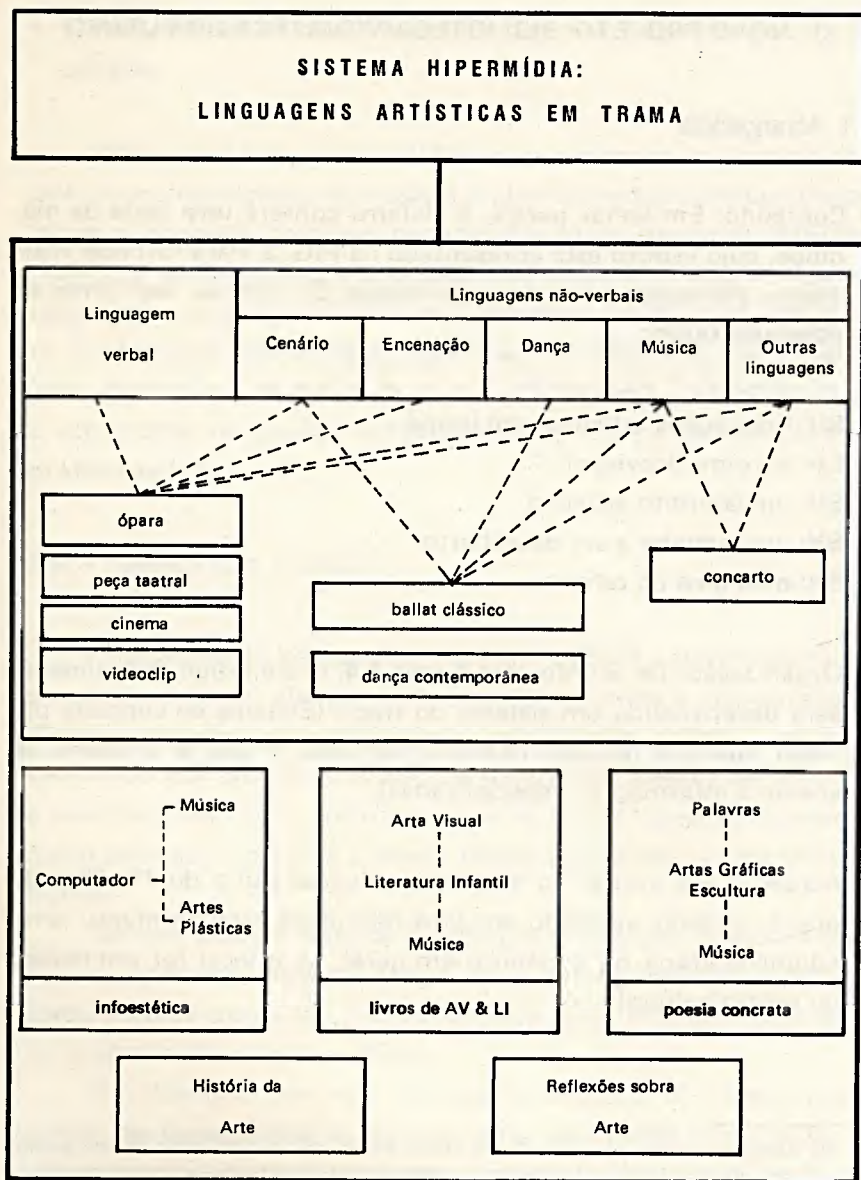 SISTEMA HIPERMÍDIA:
LINGUAGENS ARTÍSTICAS EM TRAMA
Linguagem
verbal
Linguagens não-verbais
Cenário
Encenação
Dança
Música
Outras
linguagens
ópara
peça taatral
cinema
videoclip
ballat clássico
dança contemporânea
concarto
Música
Computador
Artes
Plásticas
infoestética
Arta Visual
Literatura Infantil
Música
livros de AV & LI
Palavras
Artas Gráficas
Escultura
Música
poesia concrata
História da
Arte
Reflexões sobra
Arte